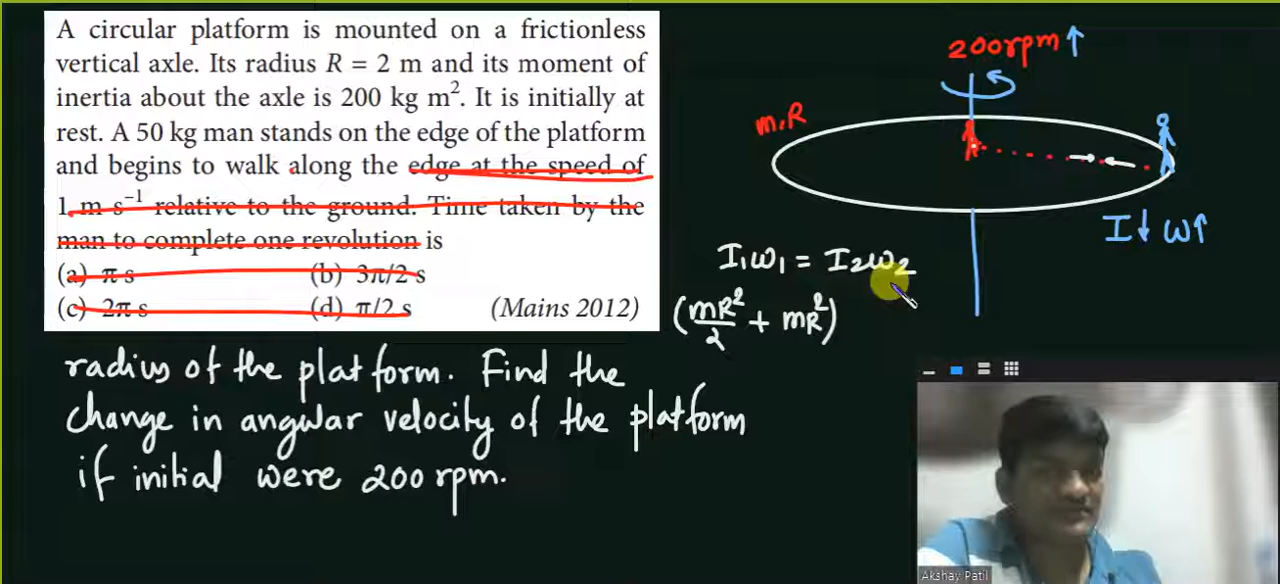 A circular platform is mounted on a frictionless
vertical axle. Its radius R = 2 m and its moment of
inertia about the axle is 200 kg m². It is initially at
rest. A 50 kg man stands on the edge of the platform
and begins to walk along the edge at the speed of
1 m s⁻¹ relative to the ground. Time taken by the
man to complete one revolution is
(a) π s (b) 3π/2 s
(c) 2π s (d) π/2 s (Mains 2012)
radius of the platform. Find the
change in angular velocity of the platform
if initial were 200 rpm.
200rpm ↑
m,R
I↓ ω↑
I₁ω₁ = I₂ω₂
(mR²/2 + mR²)
Akshay Patil